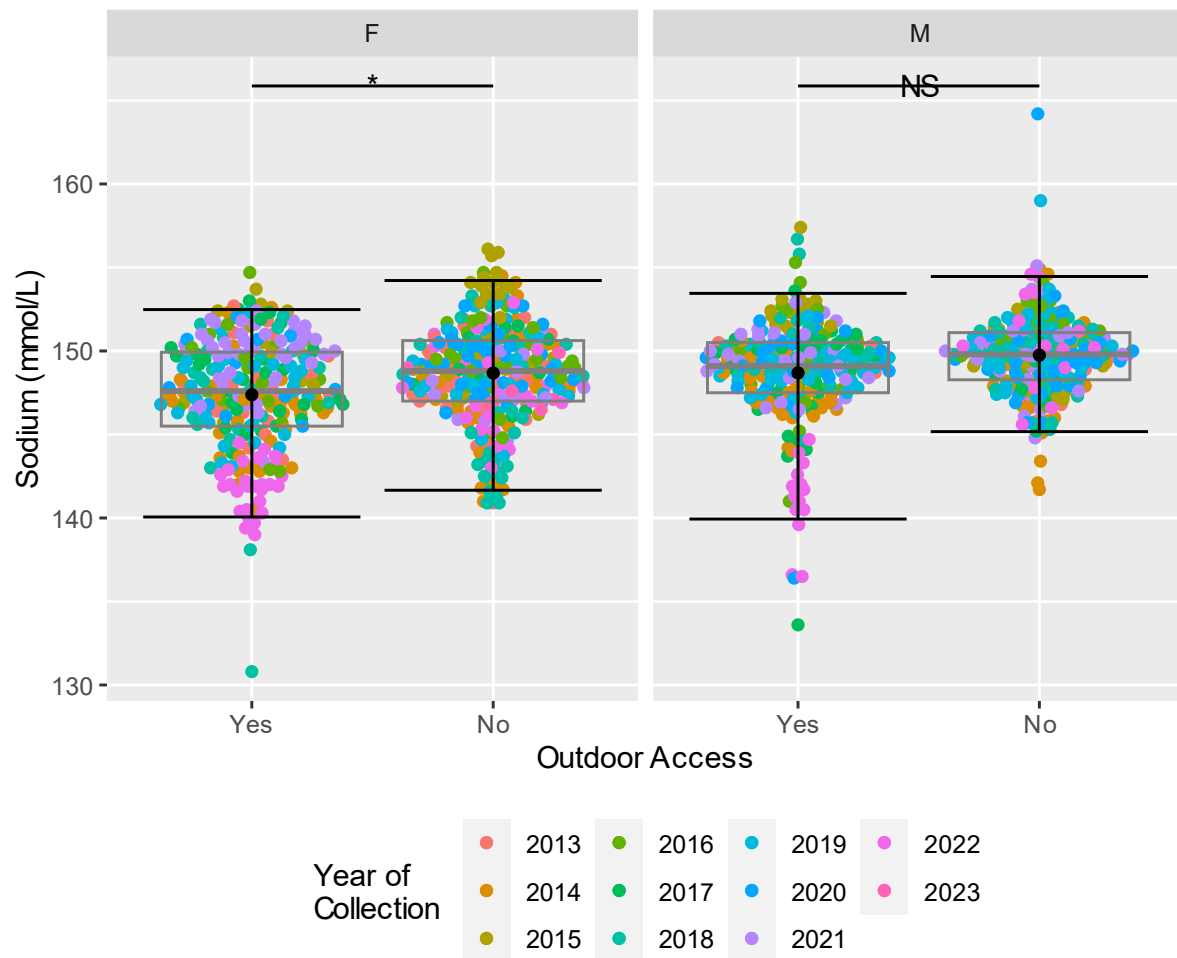 F
M
*
NS
160
150
140
130
Sodium (mmol/L)
Yes
No
Yes
No
Outdoor Access
Year of
Collection
2013
2016
2019
2022
2014
2017
2020
2023
2015
2018
2021